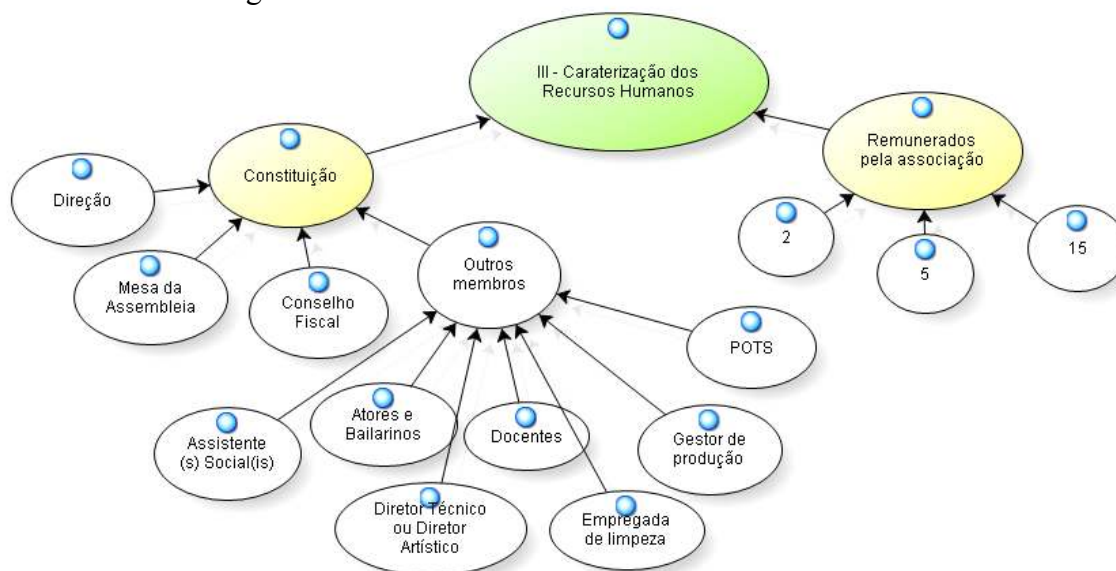 III - Caraterização dos
Recursos Humanos
Remunerados
pela associação
Constituição
Direção
2
5
15
Mesa da
Assembleia
Conselho
Fiscal
Outros
membros
POTS
Assistente
(s) Social(is)
Atores e
Bailarinos
Docentes
Gestor de
produção
Diretor Técnico
ou Diretor
Artístico
Empregada
de limpeza